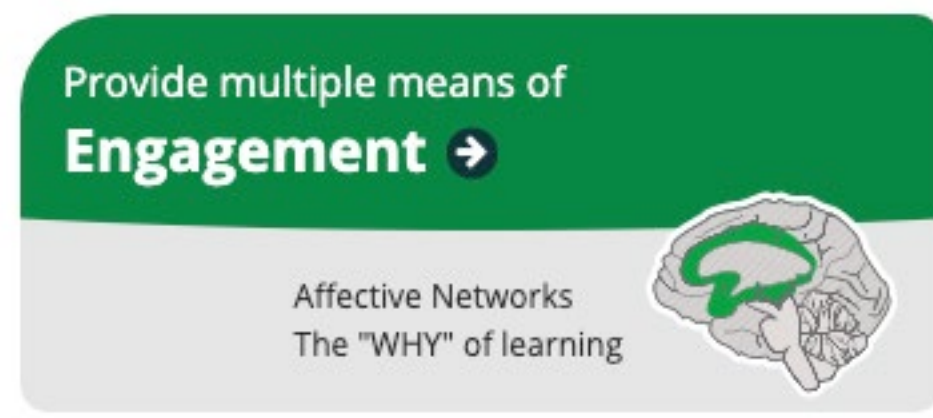 Provide multiple means of
Engagement
Affective Networks
The "WHY" of learning